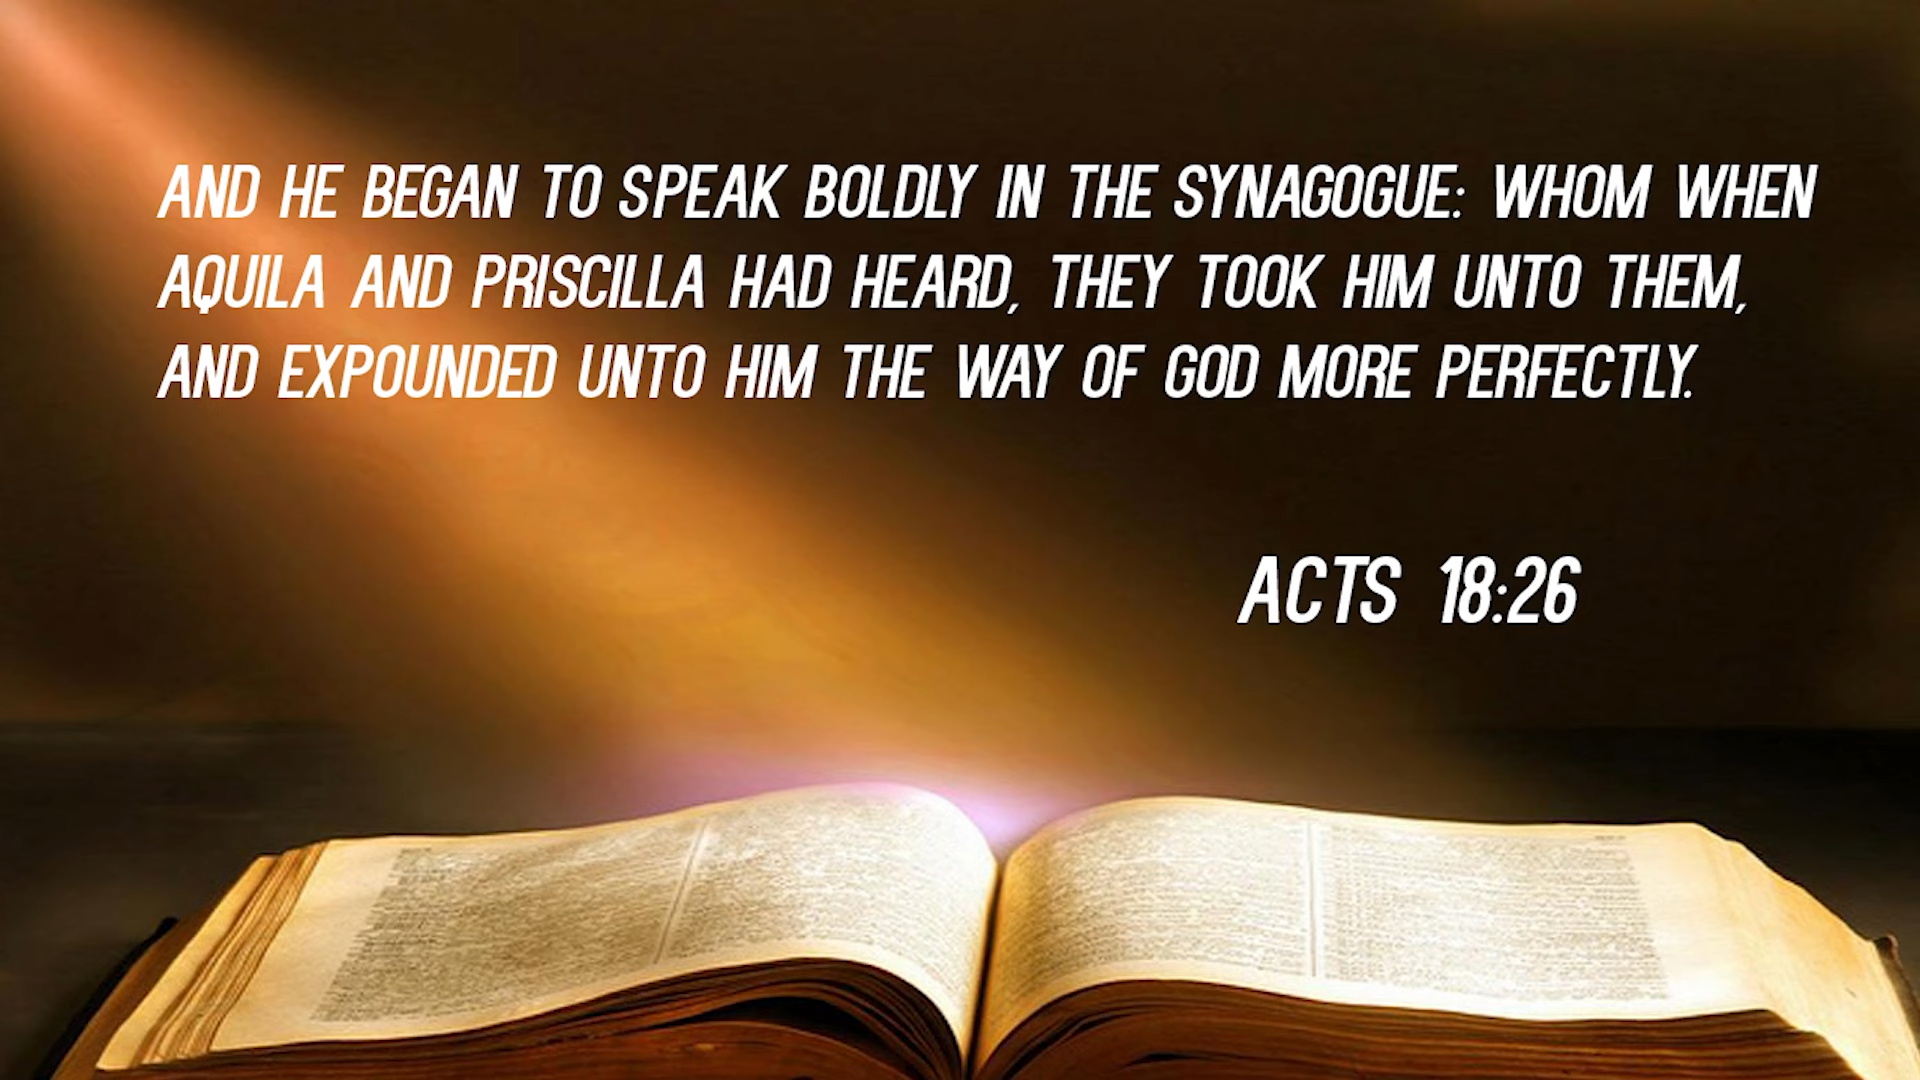 AND HE BEGAN TO SPEAK BOLDLY IN THE SYNAGOGUE: WHOM WHEN
AQUILA AND PRISCILLA HAD HEARD, THEY TOOK HIM UNTO THEM,
AND EXPOUNDED UNTO HIM THE WAY OF GOD MORE PERFECTLY.
ACTS 18:26